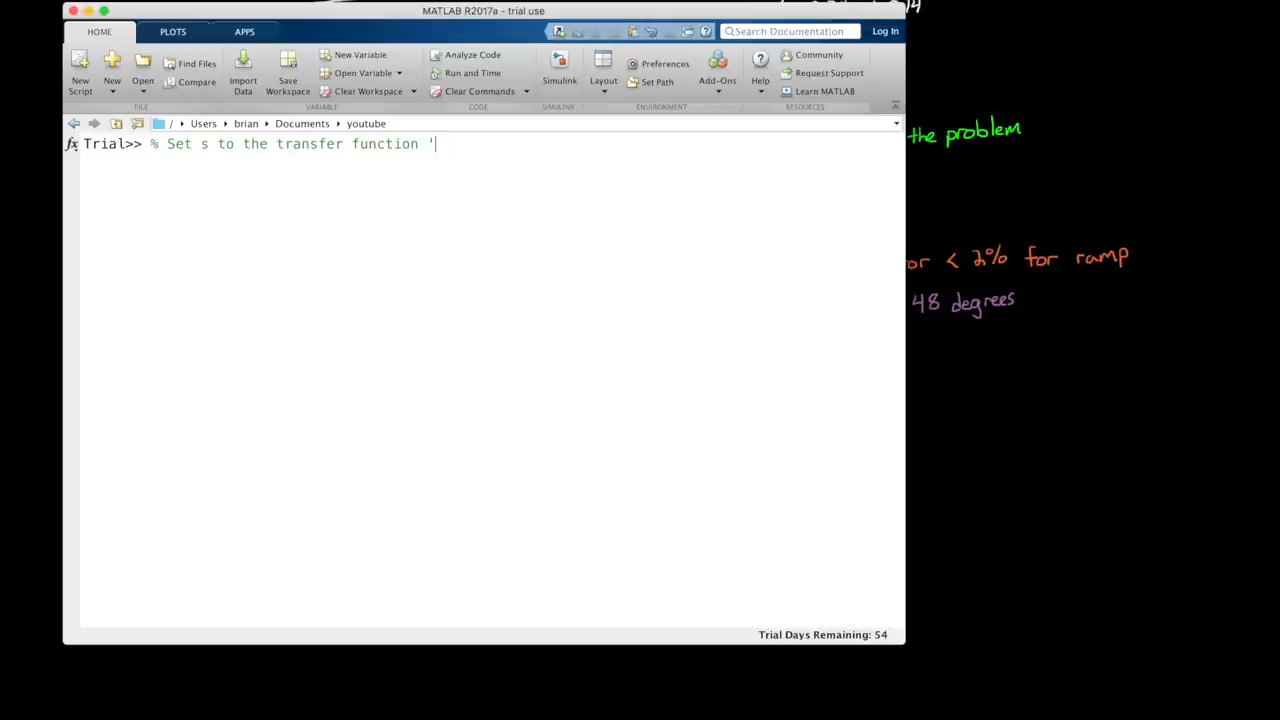 MATLAB R2017a - trial use
HOME PLOTS APPS
Search Documentation Log In
New Script New Open Find Files Compare
Import Data Save Workspace New Variable Open Variable Clear Workspace
Analyze Code Run and Time Clear Commands
Simulink Layout Preferences Set Path Add-Ons
Help Community Request Support Learn MATLAB
FILE VARIABLE CODE SIMULINK ENVIRONMENT RESOURCES
/ Users brian Documents youtube
fx Trial>> % Set s to the transfer function '
the problem
or < 2% for ramp
48 degrees
Trial Days Remaining: 54